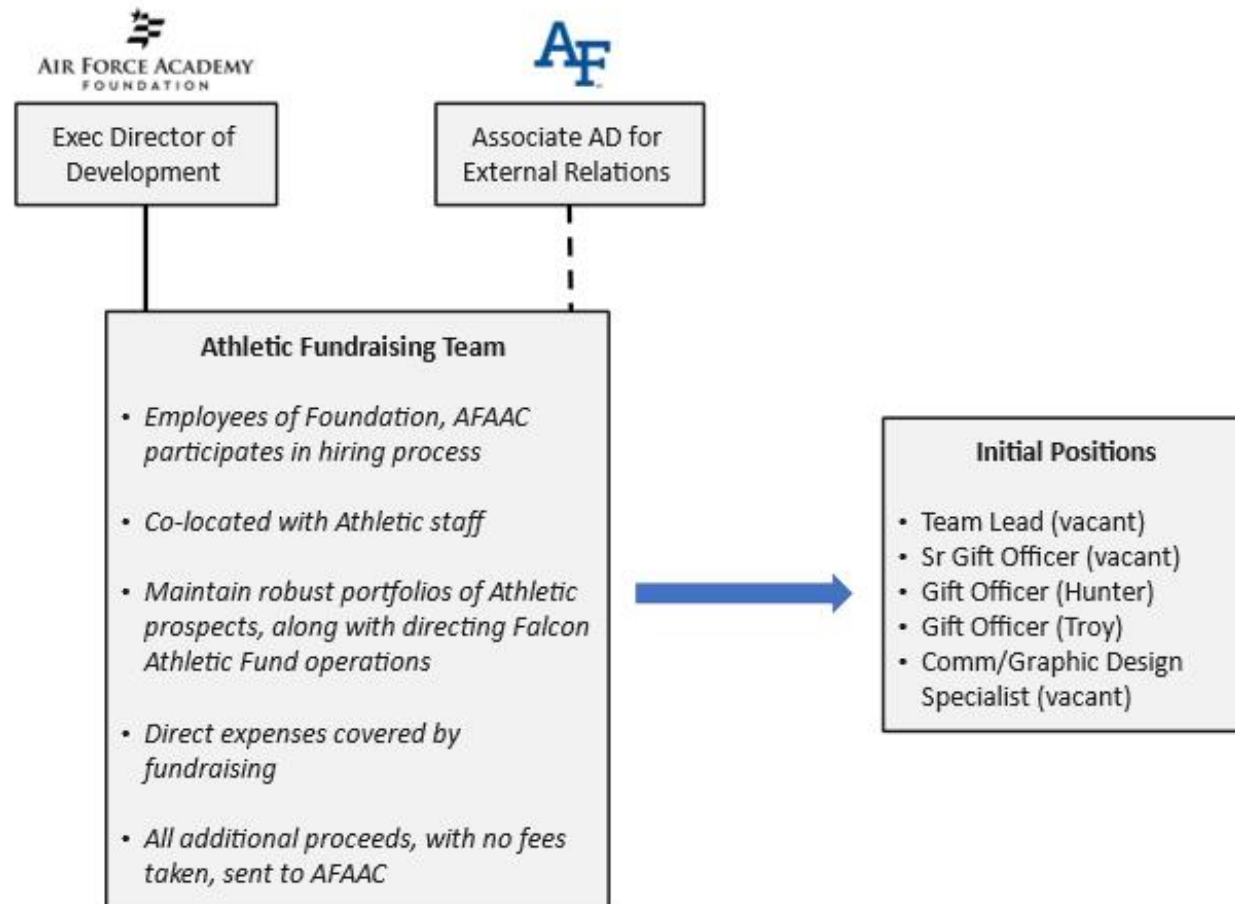 AIR FORCE ACADEMY
FOUNDATION
AF
Exec Director of
Development
Associate AD for
External Relations
Athletic Fundraising Team
• Employees of Foundation, AFAAC
participates in hiring process
• Co-located with Athletic staff
• Maintain robust portfolios of Athletic
prospects, along with directing Falcon
Athletic Fund operations
• Direct expenses covered by
fundraising
• All additional proceeds, with no fees
taken, sent to AFAAC
Initial Positions
• Team Lead (vacant)
• Sr Gift Officer (vacant)
• Gift Officer (Hunter)
• Gift Officer (Troy)
• Comm/Graphic Design
Specialist (vacant)